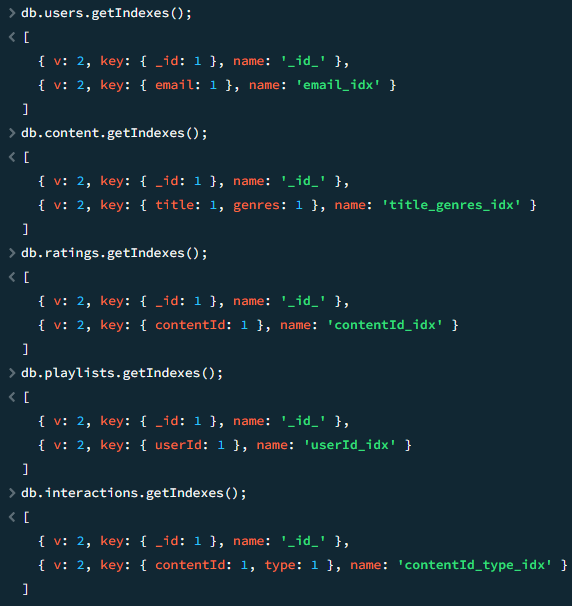 > db.users.getIndexes();
< [
{ v: 2, key: { _id: 1 }, name: '_id_' },
{ v: 2, key: { email: 1 }, name: 'email_idx' }
]
> db.content.getIndexes();
< [
{ v: 2, key: { _id: 1 }, name: '_id_' },
{ v: 2, key: { title: 1, genres: 1 }, name: 'title_genres_idx' }
]
> db.ratings.getIndexes();
< [
{ v: 2, key: { _id: 1 }, name: '_id_' },
{ v: 2, key: { contentId: 1 }, name: 'contentId_idx' }
]
> db.playlists.getIndexes();
< [
{ v: 2, key: { _id: 1 }, name: '_id_' },
{ v: 2, key: { userId: 1 }, name: 'userId_idx' }
]
> db.interactions.getIndexes();
< [
{ v: 2, key: { _id: 1 }, name: '_id_' },
{ v: 2, key: { contentId: 1, type: 1 }, name: 'contentId_type_idx' }
]